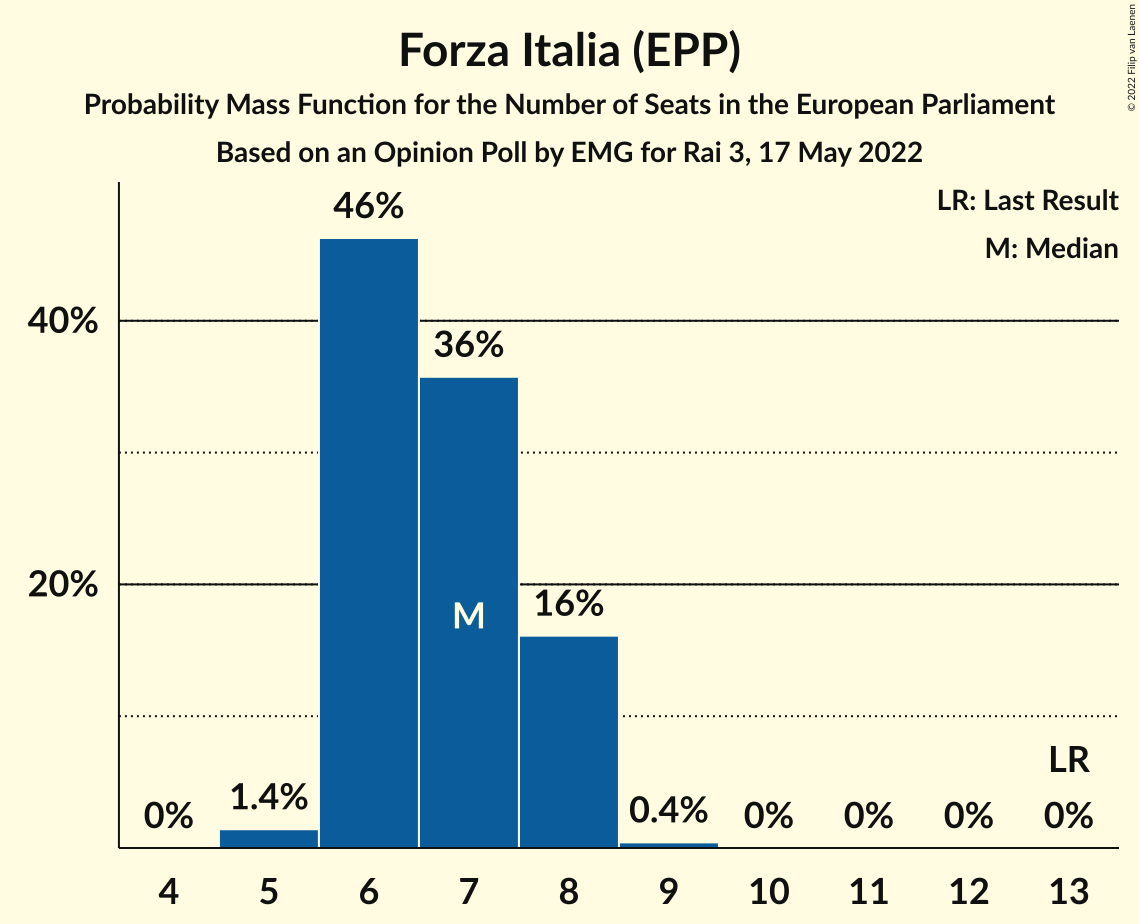 Forza Italia (EPP)
Probability Mass Function for the Number of Seats in the European Parliament
Based on an Opinion Poll by EMG for Rai 3, 17 May 2022
© 2022 Filip van Laenen
LR: Last Result
M: Median
46%
40%
36%
20%
16%
M
LR
0%
1.4%
0.4%
0%
0%
0%
0%
4 5 6 7 8 9 10 11 12 13